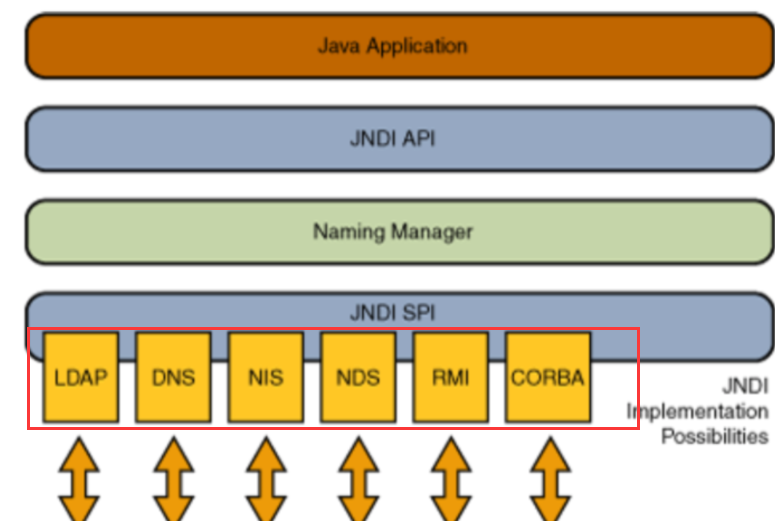 Java Application
JNDI API
Naming Manager
JNDI SPI
LDAP DNS NIS NDS RMI CORBA
JNDI
Implementation
Possibilities